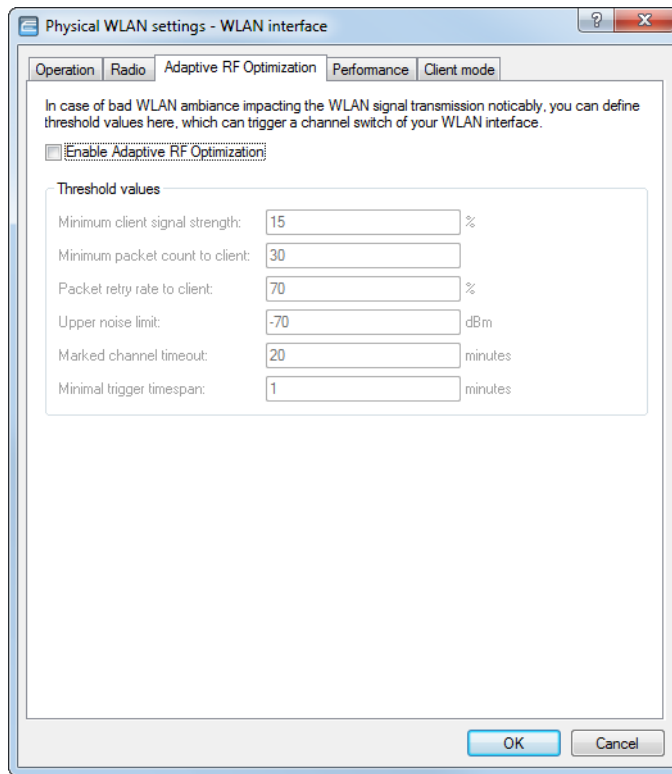 Physical WLAN settings - WLAN interface
? X
Operation Radio Adaptive RF Optimization Performance Client mode
In case of bad WLAN ambiance impacting the WLAN signal transmission noticably, you can define
threshold values here, which can trigger a channel switch of your WLAN interface.
Enable Adaptive RF Optimization
Threshold values
Minimum client signal strength: 15 %
Minimum packet count to client: 30
Packet retry rate to client: 70 %
Upper noise limit: -70 dBm
Marked channel timeout: 20 minutes
Minimal trigger timespan: 1 minutes
OK Cancel